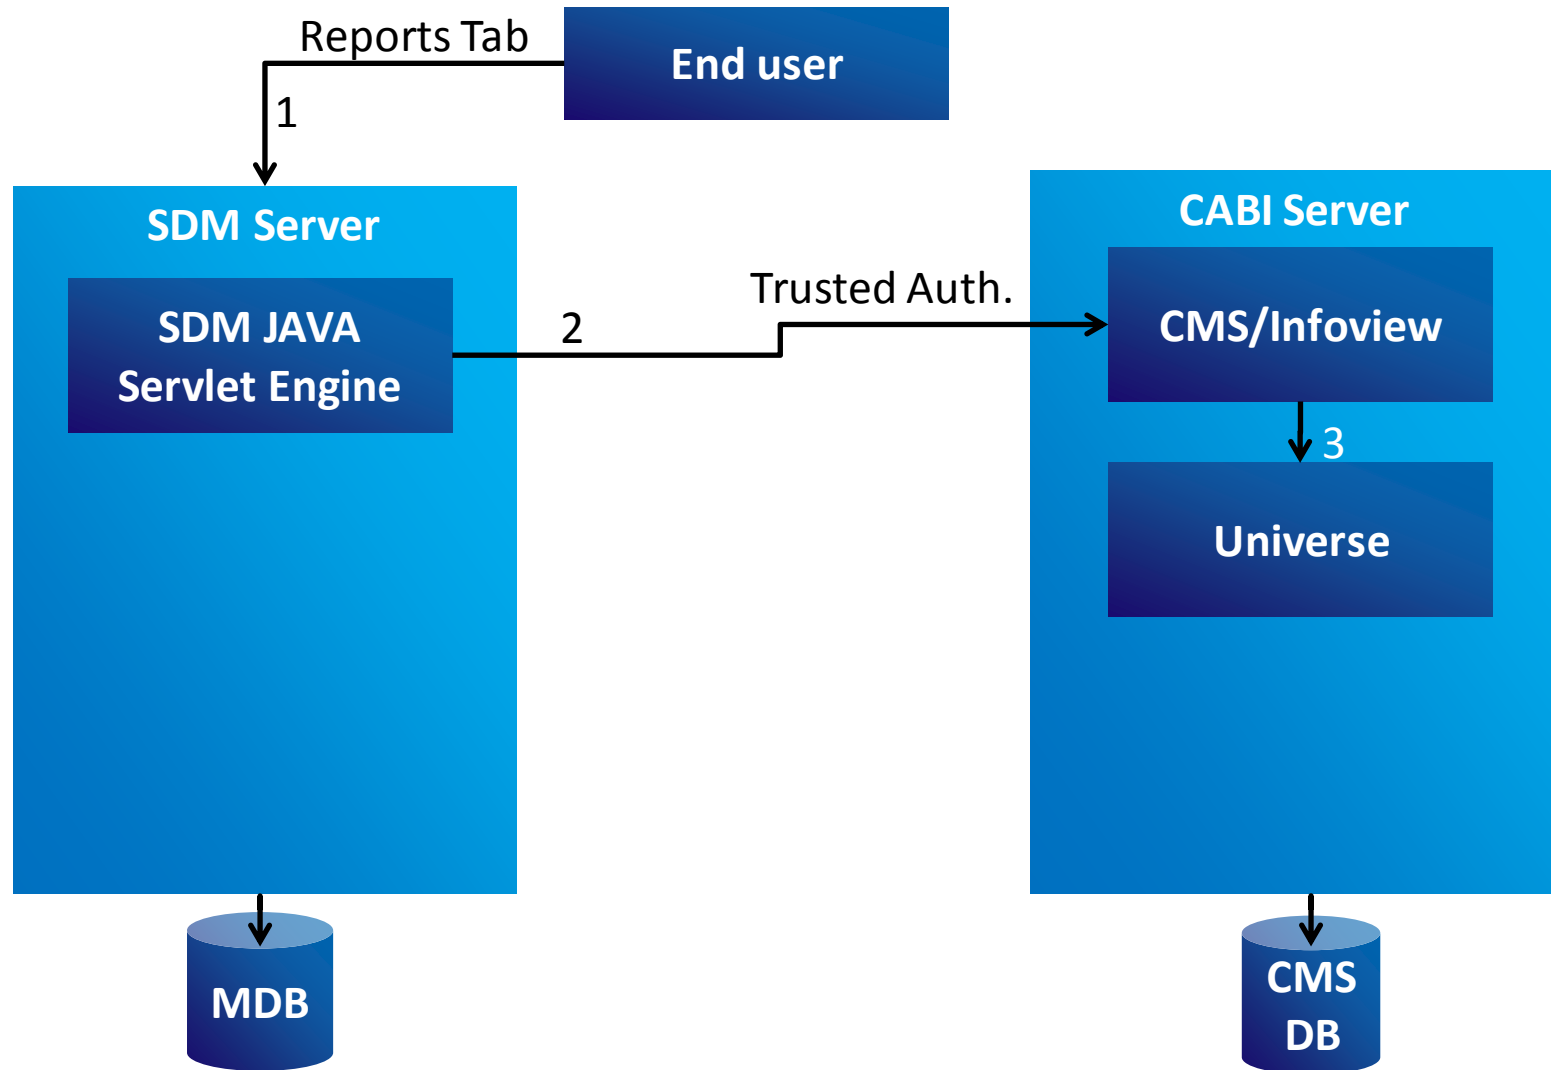 Reports Tab
End user
1
SDM Server
CABI Server
SDM JAVA
Servlet Engine
2
Trusted Auth.
CMS/Infoview
3
Universe
MDB
CMS
DB